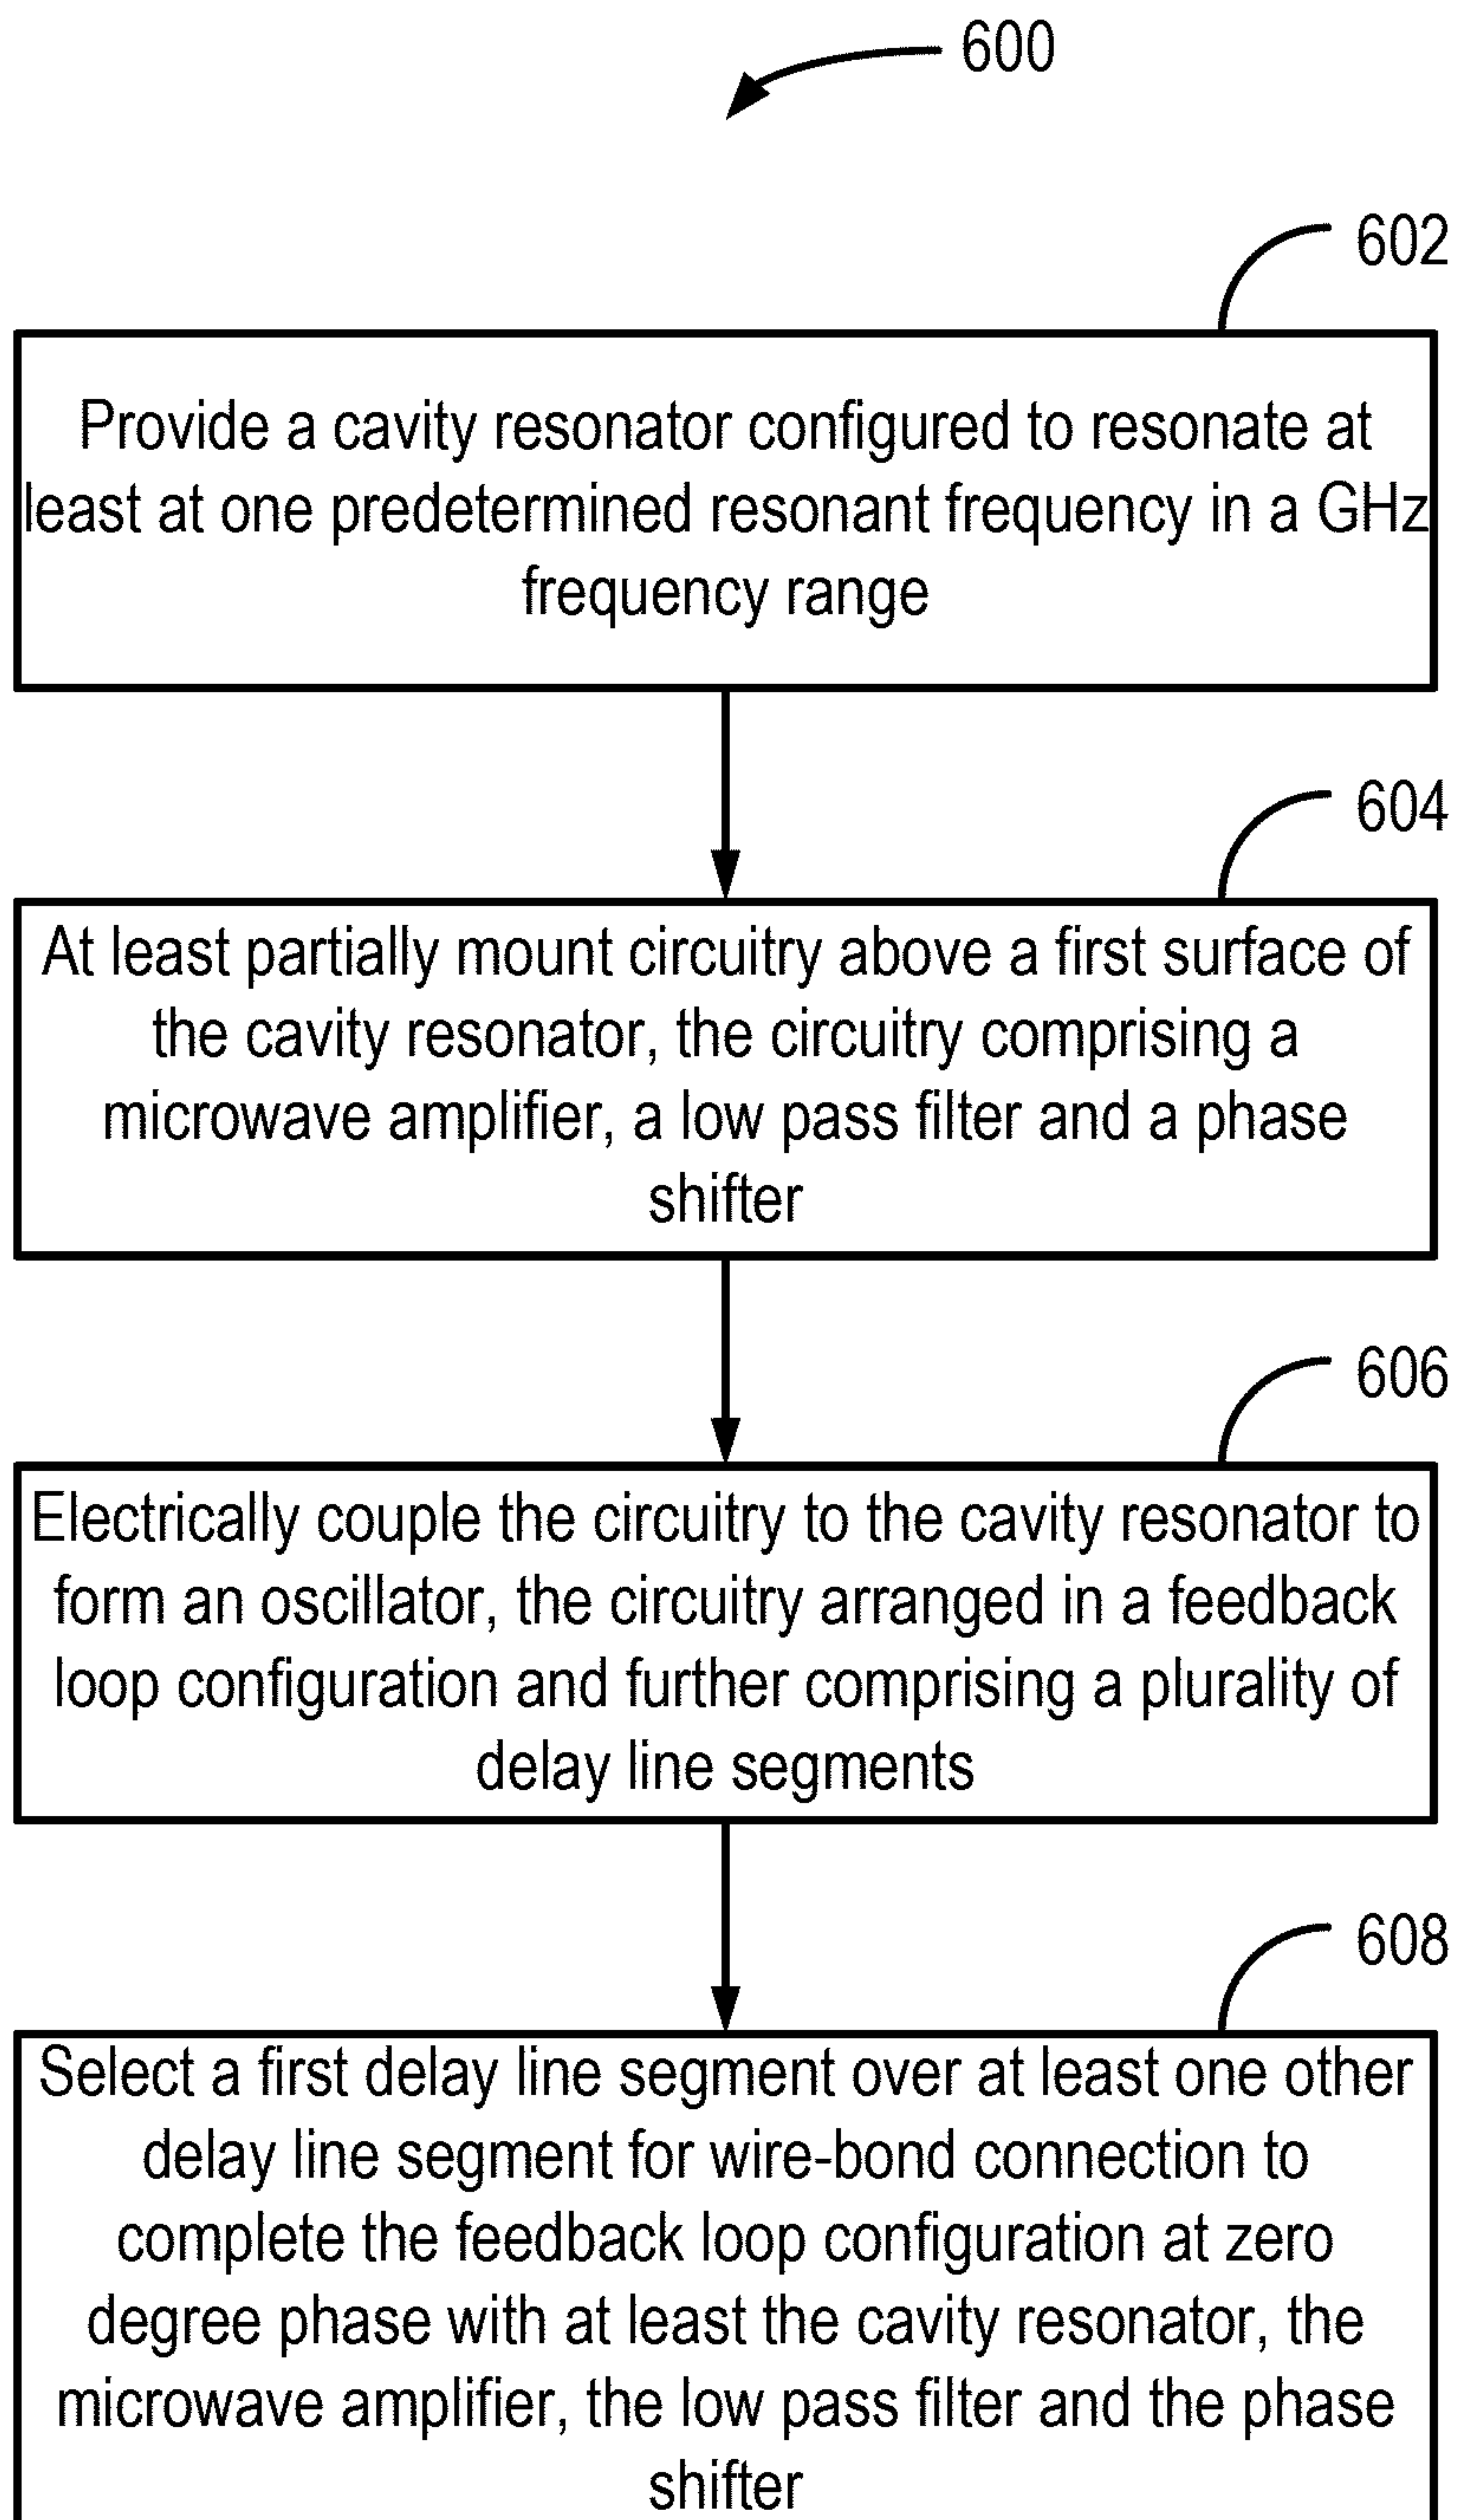 600
602
Provide a cavity resonator configured to resonate at
least at one predetermined resonant frequency in a GHz
frequency range
604
At least partially mount circuitry above a first surface of
the cavity resonator, the circuitry comprising a
microwave amplifier, a low pass filter and a phase
shifter
606
Electrically couple the circuitry to the cavity resonator to
form an oscillator, the circuitry arranged in a feedback
loop configuration and further comprising a plurality of
delay line segments
608
Select a first delay line segment over at least one other
delay line segment for wire-bond connection to
complete the feedback loop configuration at zero
degree phase with at least the cavity resonator, the
microwave amplifier, the low pass filter and the phase
shifter